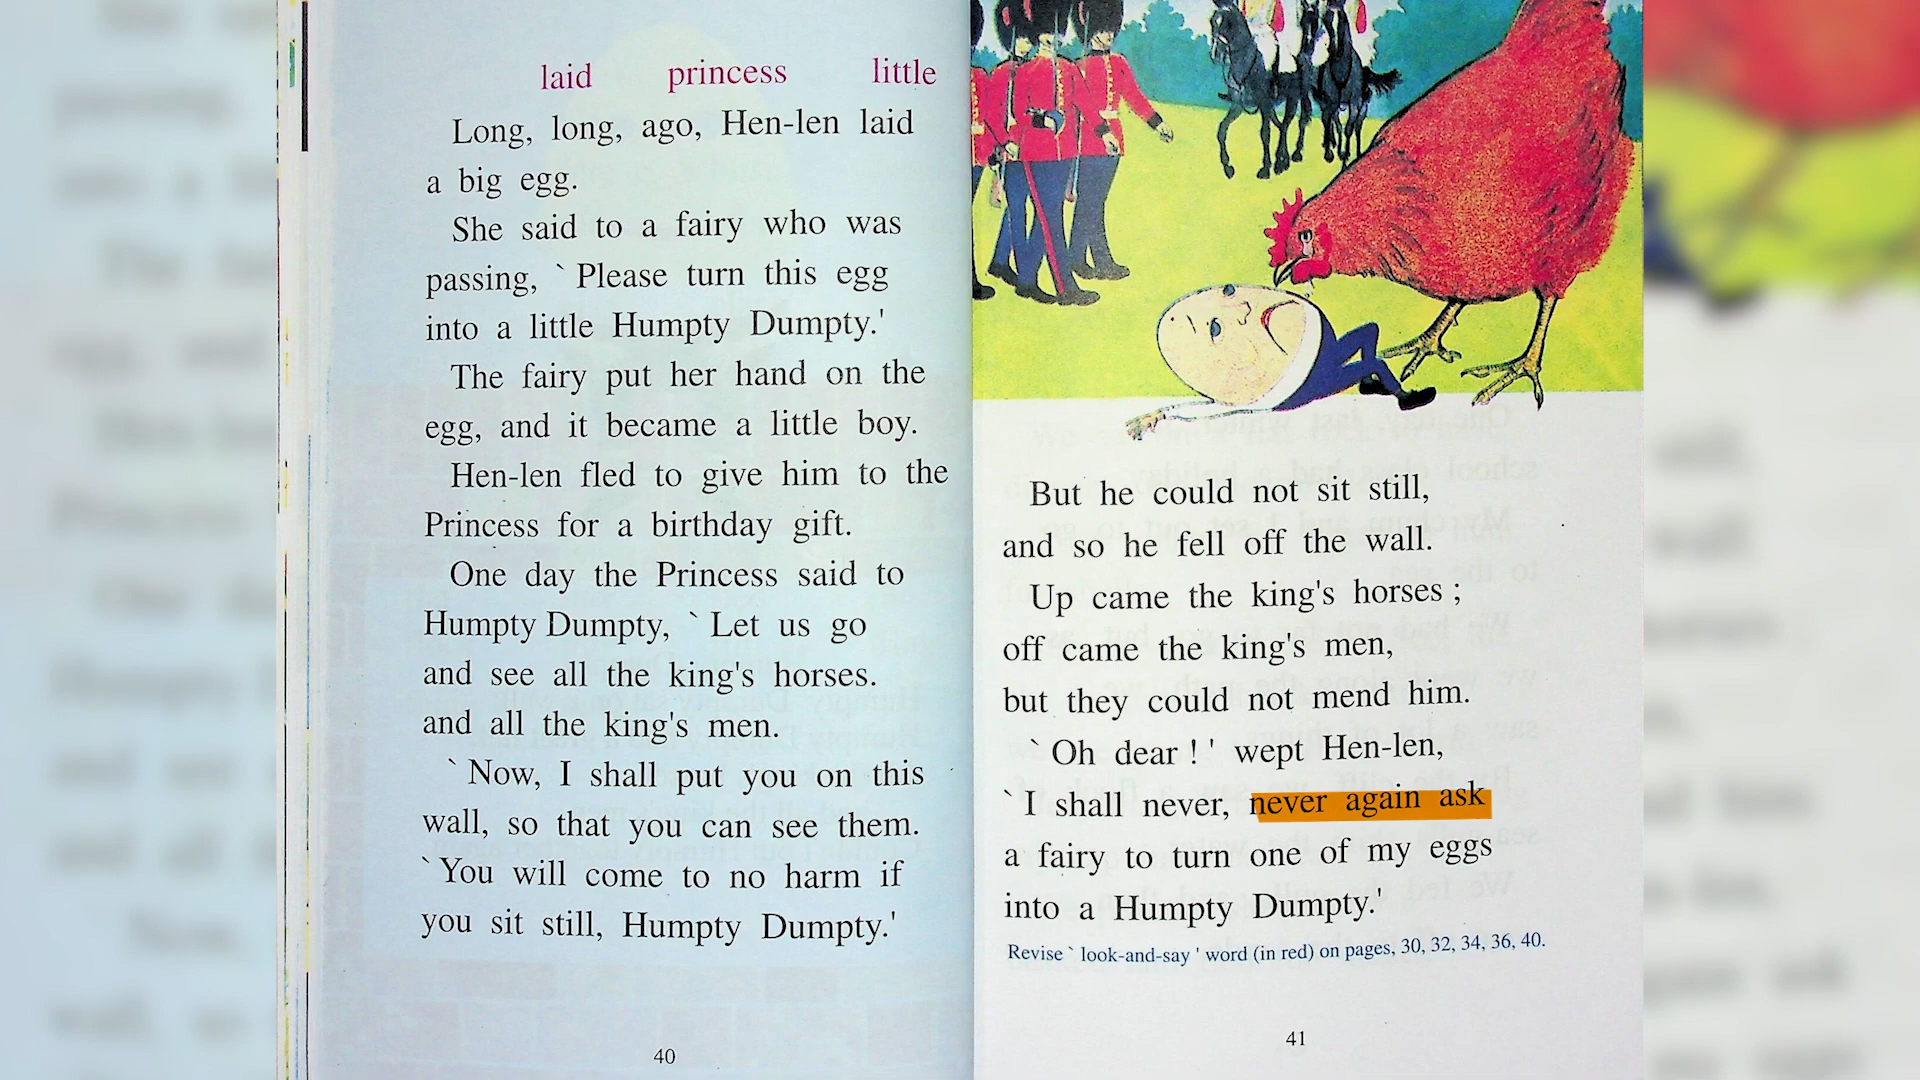 laid princess little
Long, long, ago, Hen-len laid
a big egg.
She said to a fairy who was
passing, `Please turn this egg
into a little Humpty Dumpty.'
The fairy put her hand on the
egg, and it became a little boy.
Hen-len fled to give him to the
Princess for a birthday gift.
One day the Princess said to
Humpty Dumpty, `Let us go
and see all the king's horses.
and all the king's men.
`Now, I shall put you on this
wall, so that you can see them.
`You will come to no harm if
you sit still, Humpty Dumpty.'
40
But he could not sit still,
and so he fell off the wall.
Up came the king's horses ;
off came the king's men,
but they could not mend him.
`Oh dear ! ' wept Hen-len,
`I shall never, never again ask
a fairy to turn one of my eggs
into a Humpty Dumpty.'
Revise ` look-and-say ' word (in red) on pages, 30, 32, 34, 36, 40.
41